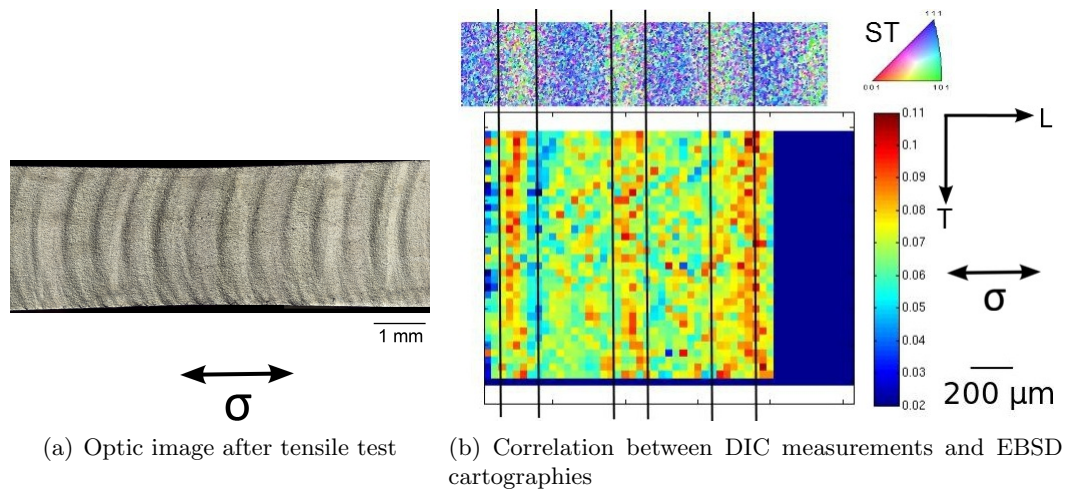 1 mm
σ
(a) Optic image after tensile test
ST
111
001
101
0.11
0.10
0.09
0.08
0.07
0.06
0.05
0.04
0.03
0.02
L
T
σ
200 μm
(b) Correlation between DIC measurements and EBSD
cartographies